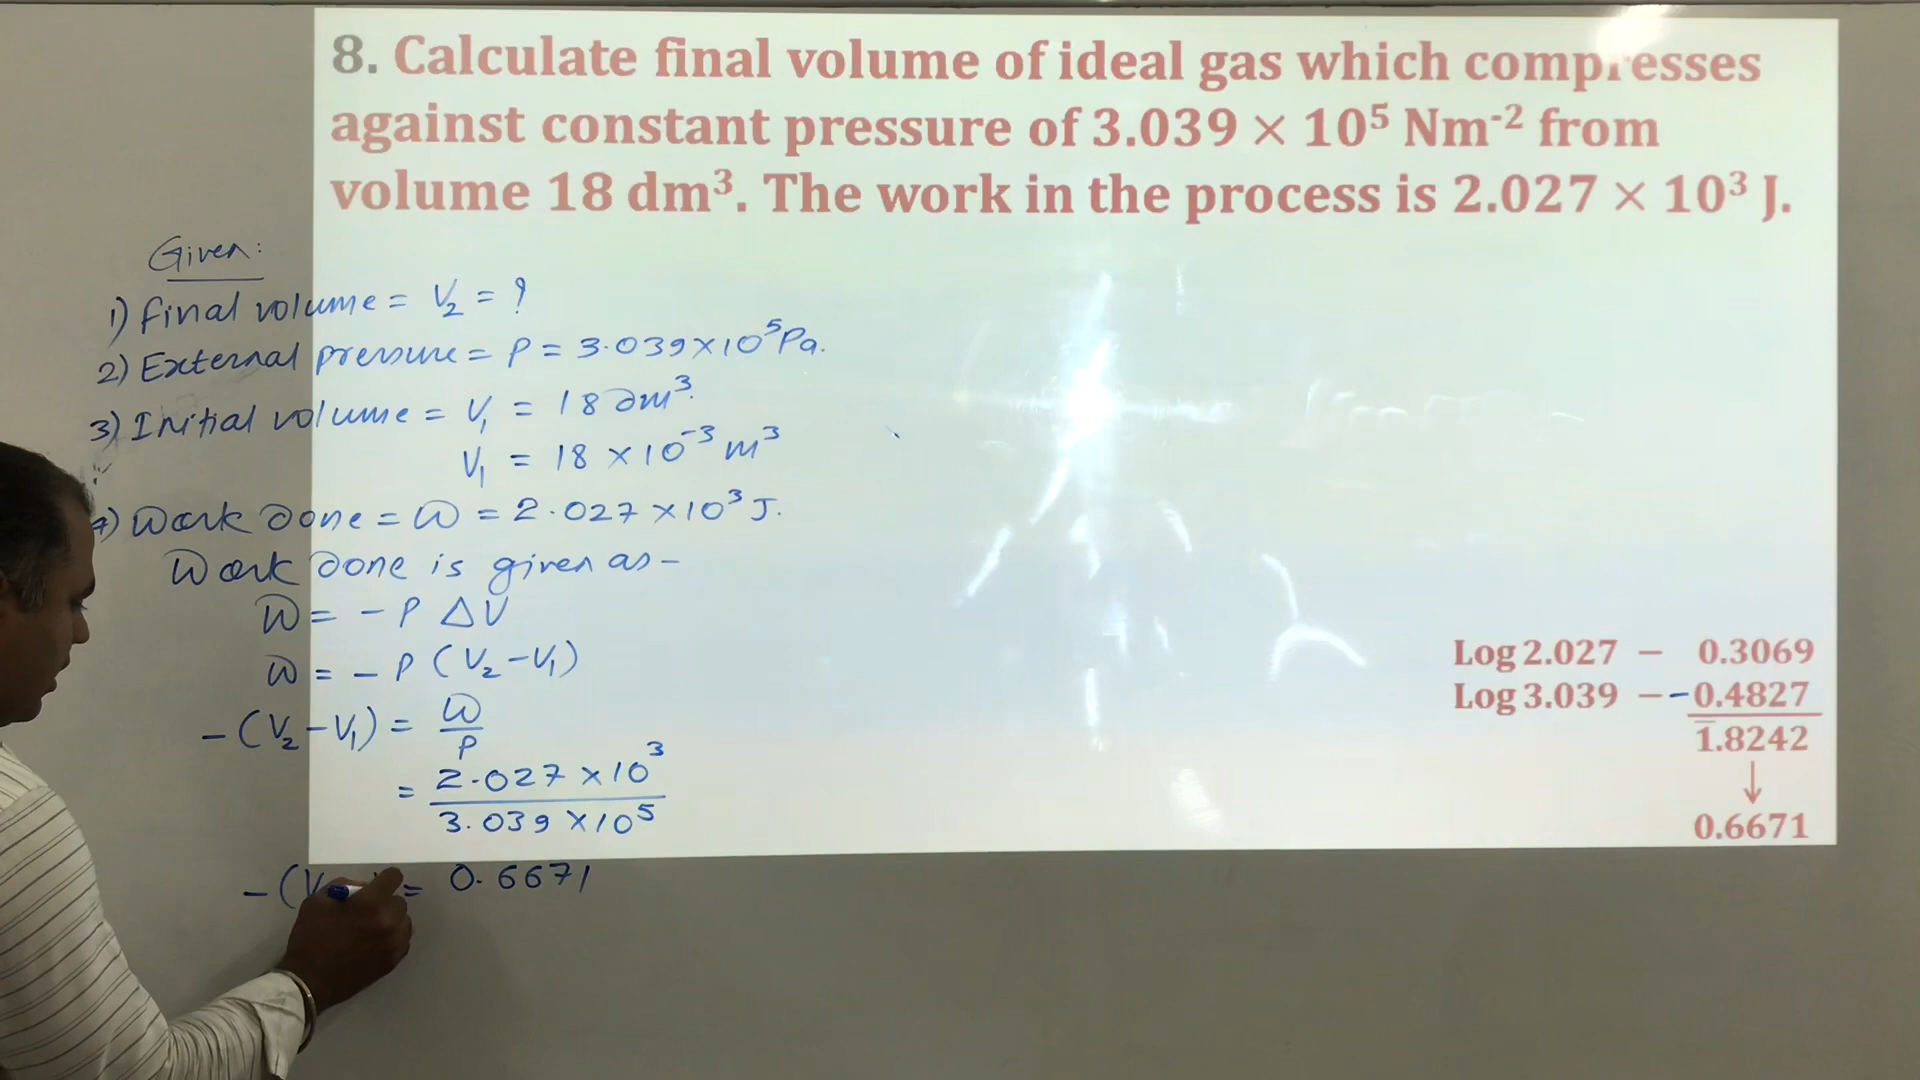 8. Calculate final volume of ideal gas which compresses
against constant pressure of 3.039 × 10⁵ Nm⁻² from
volume 18 dm³. The work in the process is 2.027 × 10³ J.
Given:
1) Final volume = V₂ = ?
2) External pressure = P = 3.039×10⁵Pa.
3) Initial volume = V₁ = 18 dm³.
V₁ = 18 × 10⁻³ m³
4) Work done = W = 2.027 ×10³ J.
Work done is given as –
W = – P ΔV
W = – P (V₂–V₁)
–(V₂–V₁) = W
P
= 2.027 ×10³
3.039 ×10⁵
–(V = 0.6671
Log 2.027 – 0.3069
Log 3.039 – –0.4827
1̅.8242
↓
0.6671